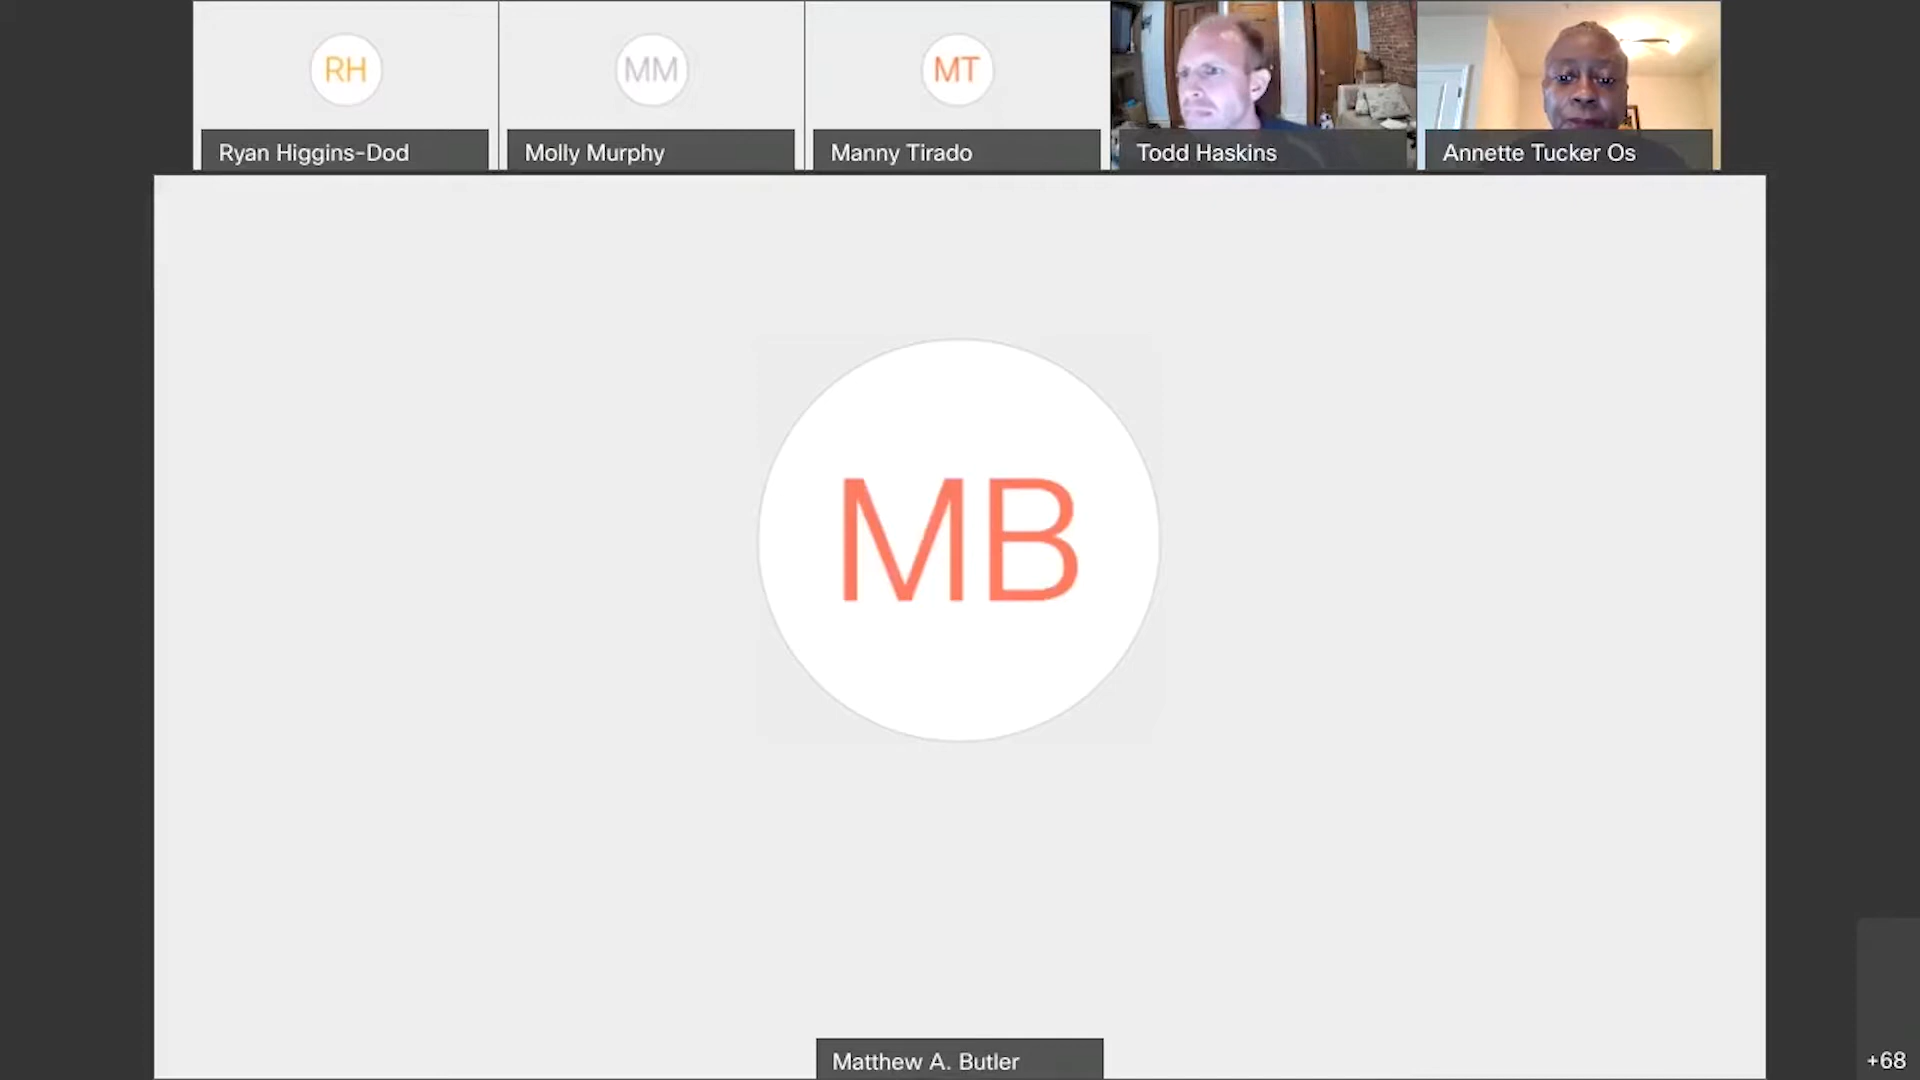 RH
Ryan Higgins-Dod
MM
Molly Murphy
MT
Manny Tirado
Todd Haskins
Annette Tucker Os
MB
Matthew A. Butler
+68